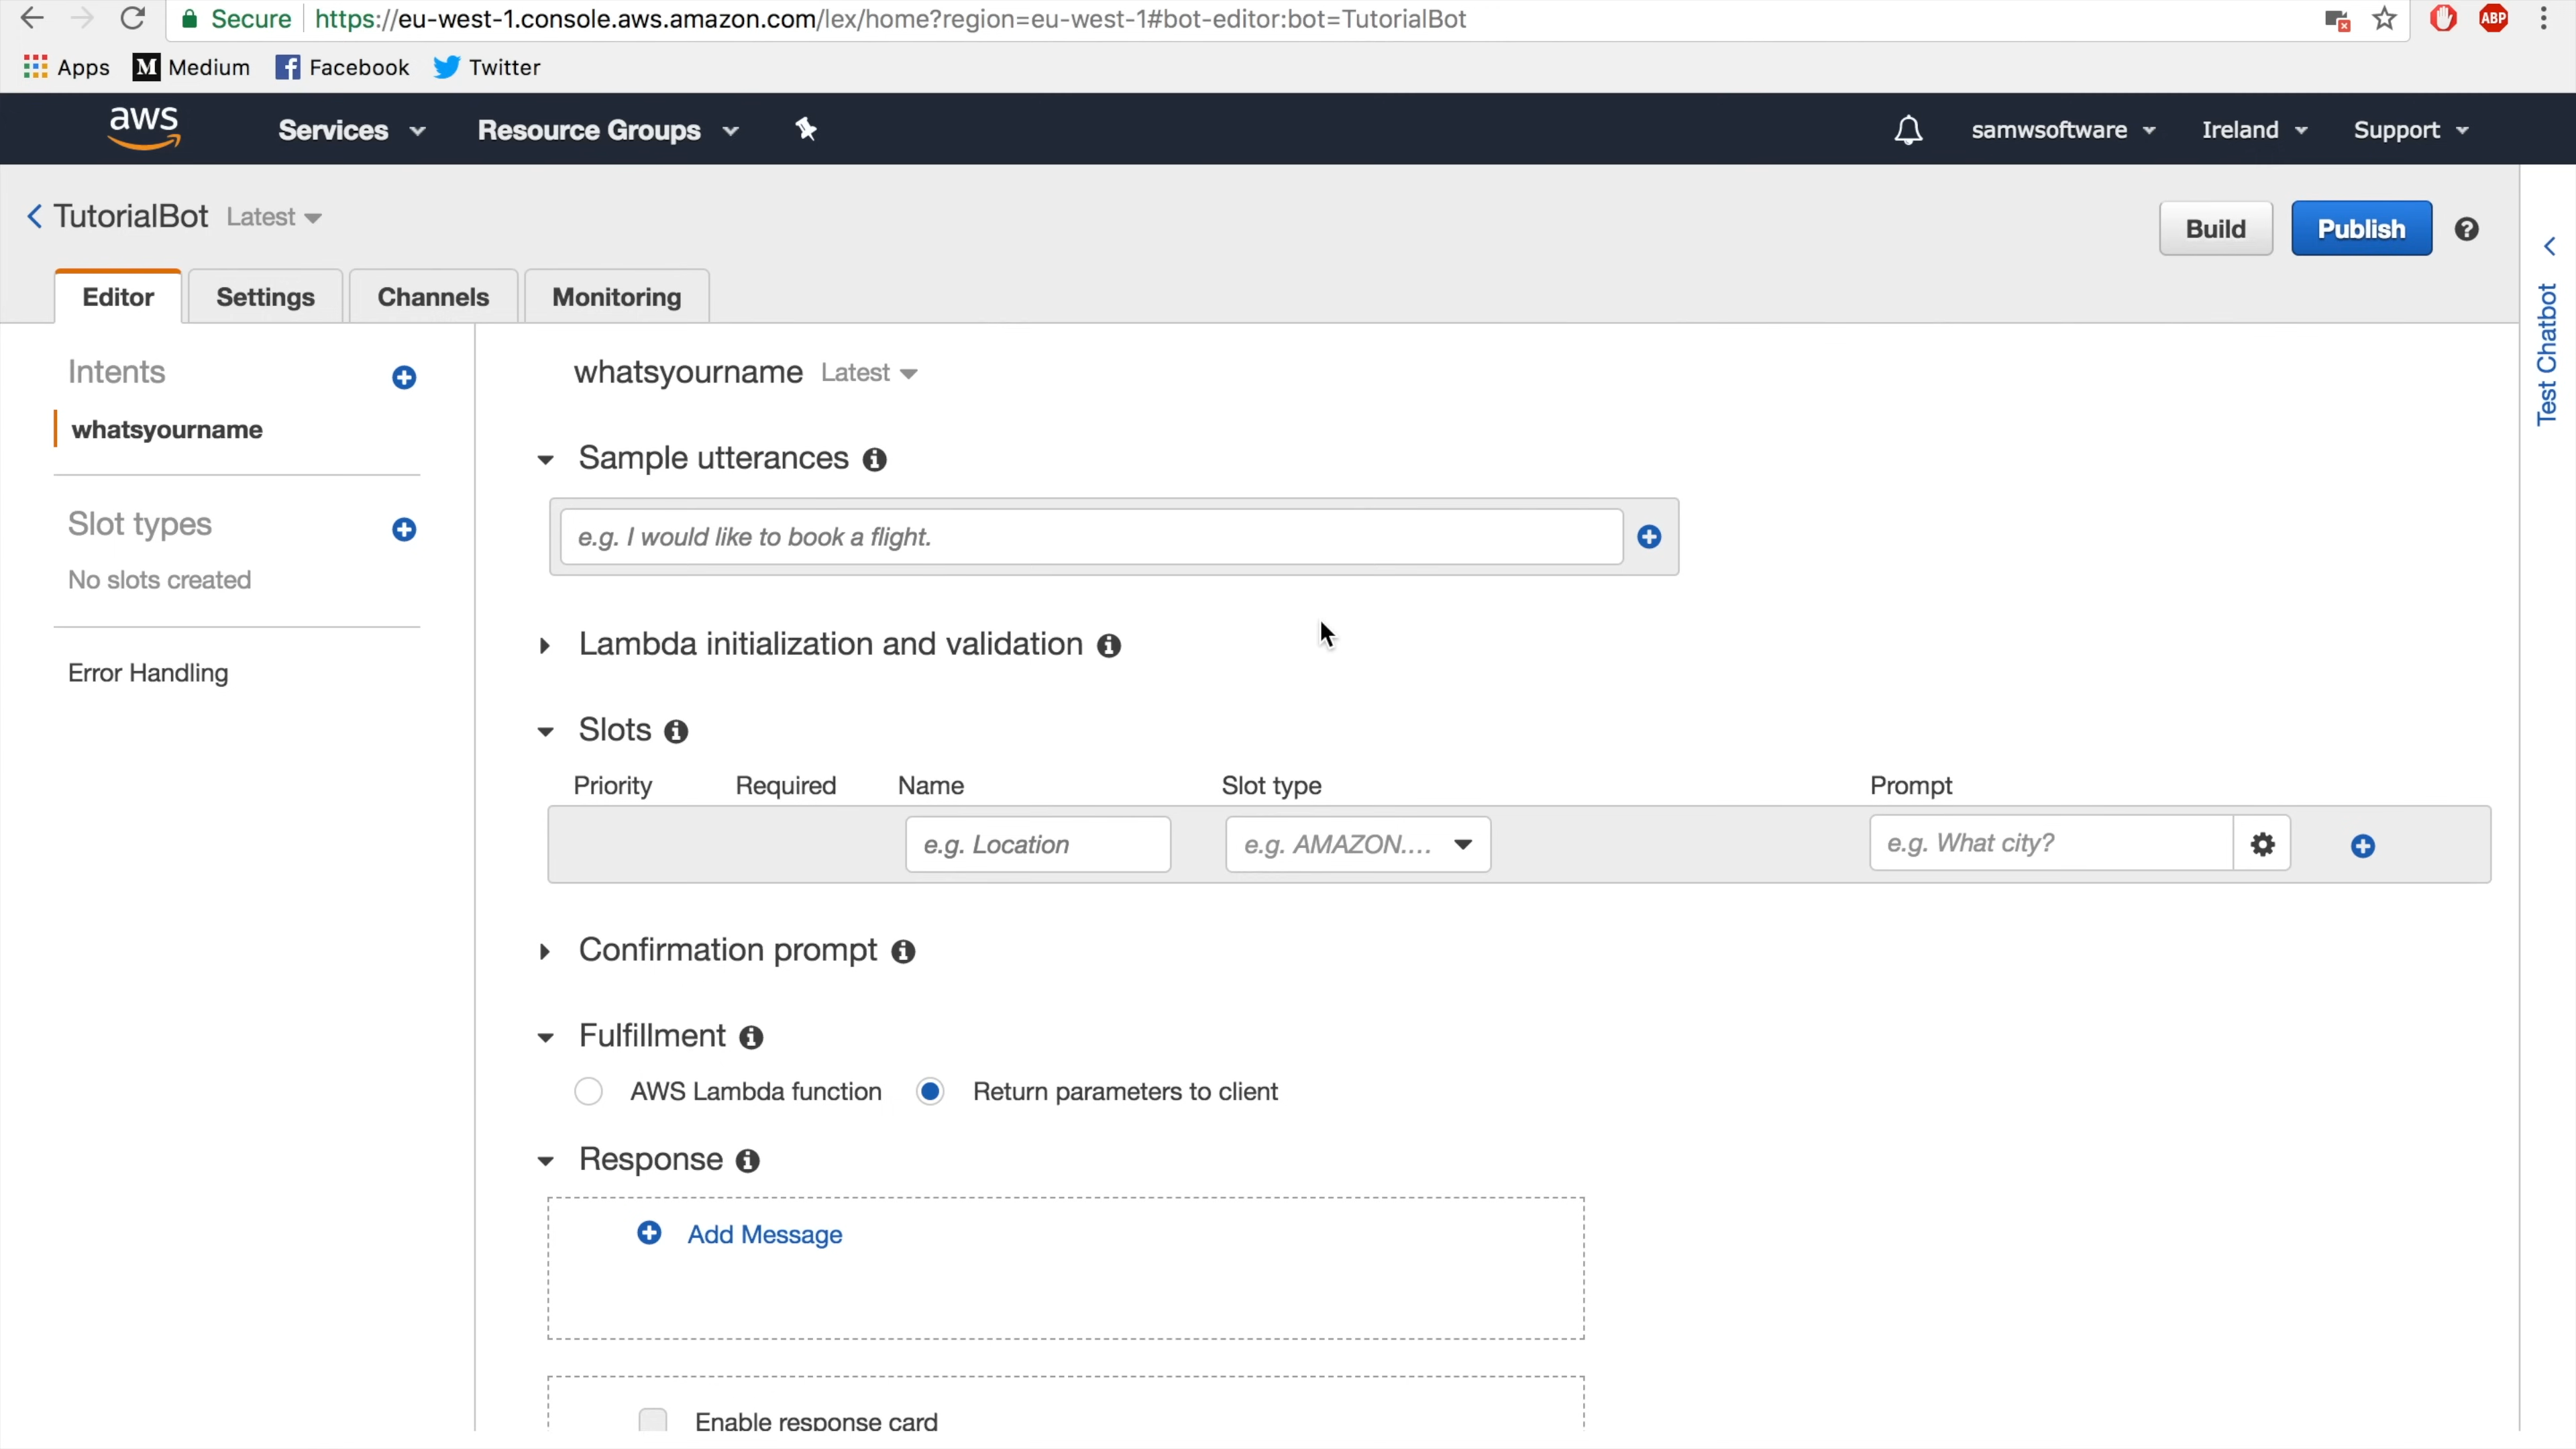 Secure https://eu-west-1.console.aws.amazon.com/lex/home?region=eu-west-1#bot-editor:bot=TutorialBot ABP
Apps M Medium Facebook Twitter
aws Services Resource Groups samwsoftware Ireland Support
TutorialBot Latest Build Publish
Editor Settings Channels Monitoring
Test Chatbot
Intents
whatsyourname
Slot types
No slots created
Error Handling
whatsyourname Latest
Sample utterances
e.g. I would like to book a flight.
Lambda initialization and validation
Slots
Priority Required Name Slot type Prompt
e.g. Location e.g. AMAZON.... e.g. What city?
Confirmation prompt
Fulfillment
AWS Lambda function Return parameters to client
Response
Add Message
Enable response card